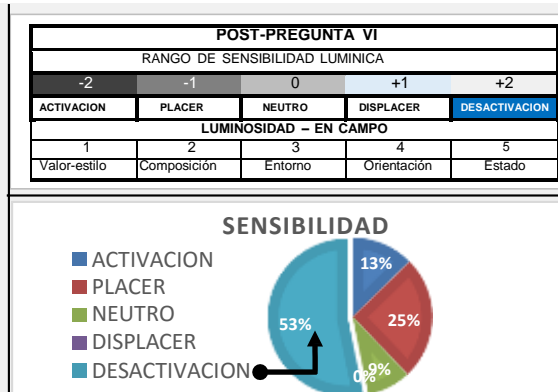 POST-PREGUNTA VI
RANGO DE SENSIBILIDAD LUMINICA
-2 -1 0 +1 +2
ACTIVACION PLACER NEUTRO DISPLACER DESACTIVACION
LUMINOSIDAD – EN CAMPO
1 2 3 4 5
Valor-estilo Composición Entorno Orientación Estado
SENSIBILIDAD
ACTIVACION
PLACER
NEUTRO
DISPLACER
DESACTIVACION
13%
25%
9%
0%
53%